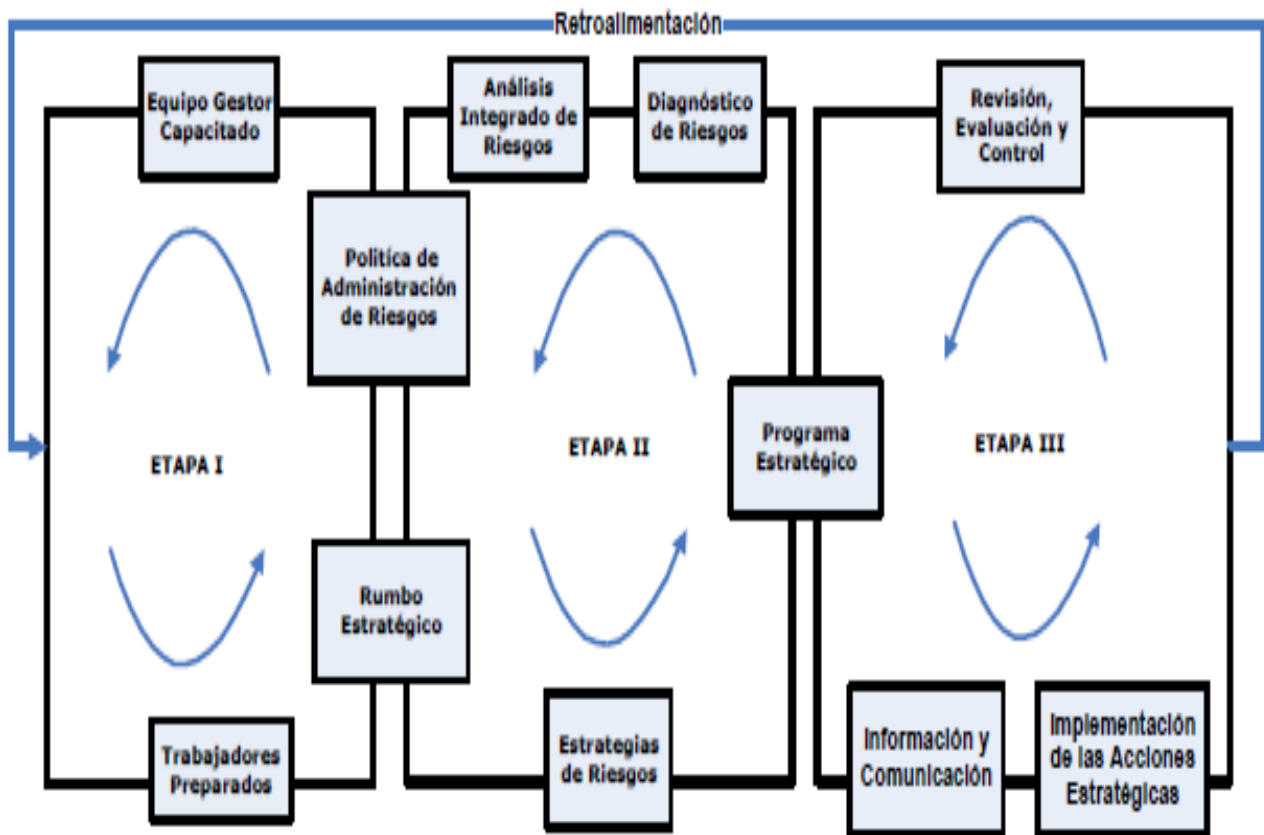 Retroalimentación
Equipo Gestor
Capacitado
Análisis
Integrado de
Riesgos
Diagnóstico
de Riesgos
Revisión,
Evaluación y
Control
Politíca de
Administración
de Riesgos
ETAPA I
ETAPA II
Programa
Estratégico
ETAPA III
Rumbo
Estratégico
Trabajadores
Preparados
Estrategias
de Riesgos
Información y
Comunicación
Implementación
de las Acciones
Estratégicas